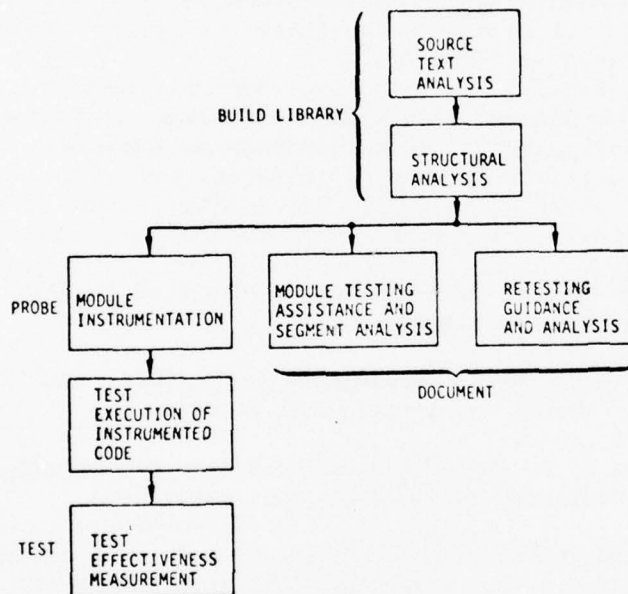 SOURCE
TEXT
ANALYSIS
BUILD LIBRARY
STRUCTURAL
ANALYSIS
PROBE
MODULE
INSTRUMENTATION
MODULE TESTING
ASSISTANCE AND
SEGMENT ANALYSIS
RETESTING
GUIDANCE
AND ANALYSIS
DOCUMENT
TEST
EXECUTION OF
INSTRUMENTED
CODE
TEST
TEST
EFFECTIVENESS
MEASUREMENT